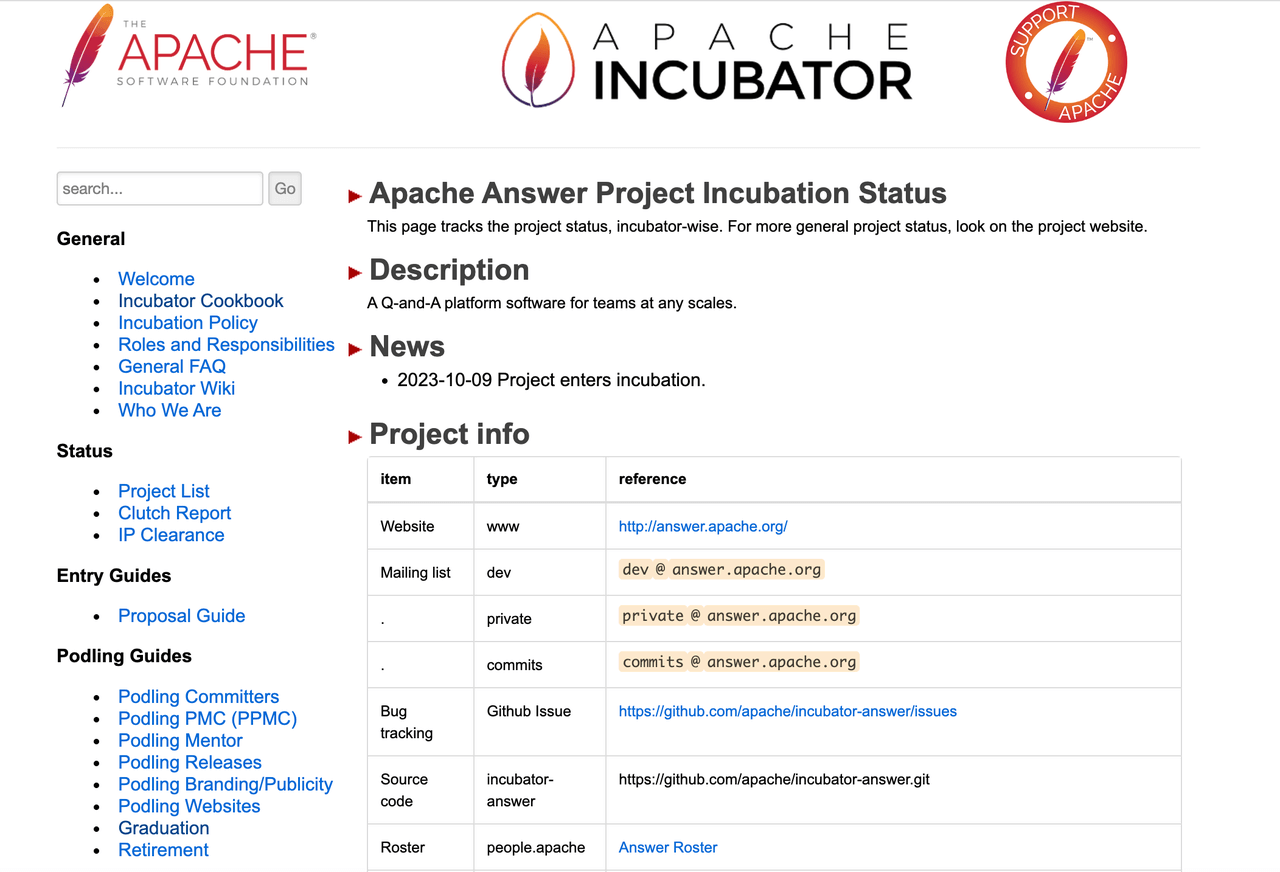 THE
APACHE®
SOFTWARE FOUNDATION
APACHE
INCUBATOR
SUPPORT
APACHE
search...
Go
General
Welcome
Incubator Cookbook
Incubation Policy
Roles and Responsibilities
General FAQ
Incubator Wiki
Who We Are
Status
Project List
Clutch Report
IP Clearance
Entry Guides
Proposal Guide
Podling Guides
Podling Committers
Podling PMC (PPMC)
Podling Mentor
Podling Releases
Podling Branding/Publicity
Podling Websites
Graduation
Retirement
Apache Answer Project Incubation Status
This page tracks the project status, incubator-wise. For more general project status, look on the project website.
Description
A Q-and-A platform software for teams at any scales.
News
2023-10-09 Project enters incubation.
Project info
item type reference
Website www http://answer.apache.org/
Mailing list dev dev @ answer.apache.org
. private private @ answer.apache.org
. commits commits @ answer.apache.org
Bug Github Issue https://github.com/apache/incubator-answer/issues
tracking
Source incubator- https://github.com/apache/incubator-answer.git
code answer
Roster people.apache Answer Roster